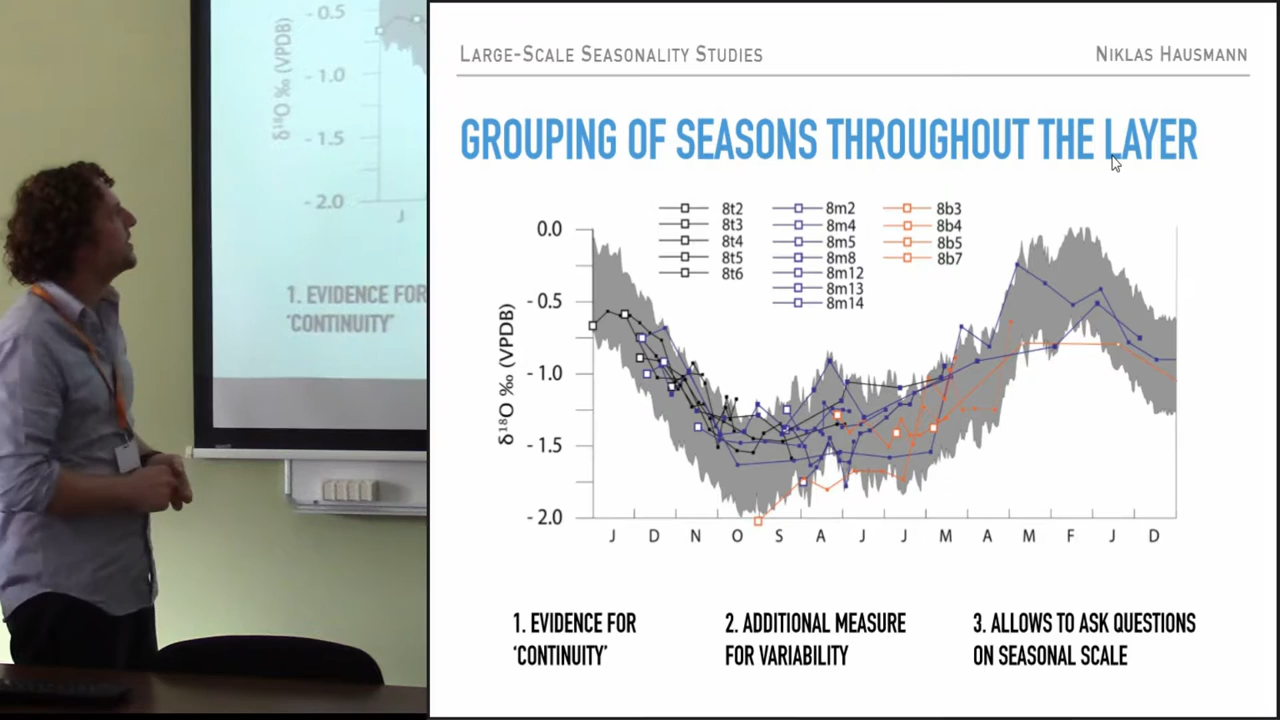 - 0.5
- 1.0
- 1.5
- 2.0
δ¹⁸O ‰ (VPDB)
J
1. EVIDENCE FOR
'CONTINUITY'
LARGE-SCALE SEASONALITY STUDIES
NIKLAS HAUSMANN
GROUPING OF SEASONS THROUGHOUT THE LAYER
8t2 8m2 8b3
8t3 8m4 8b4
8t4 8m5 8b5
8t5 8m8 8b7
8t6 8m12
8m13
8m14
0.0
- 0.5
- 1.0
- 1.5
- 2.0
δ¹⁸O ‰ (VPDB)
J D N O S A J J M A M F J D
1. EVIDENCE FOR
'CONTINUITY'
2. ADDITIONAL MEASURE
FOR VARIABILITY
3. ALLOWS TO ASK QUESTIONS
ON SEASONAL SCALE